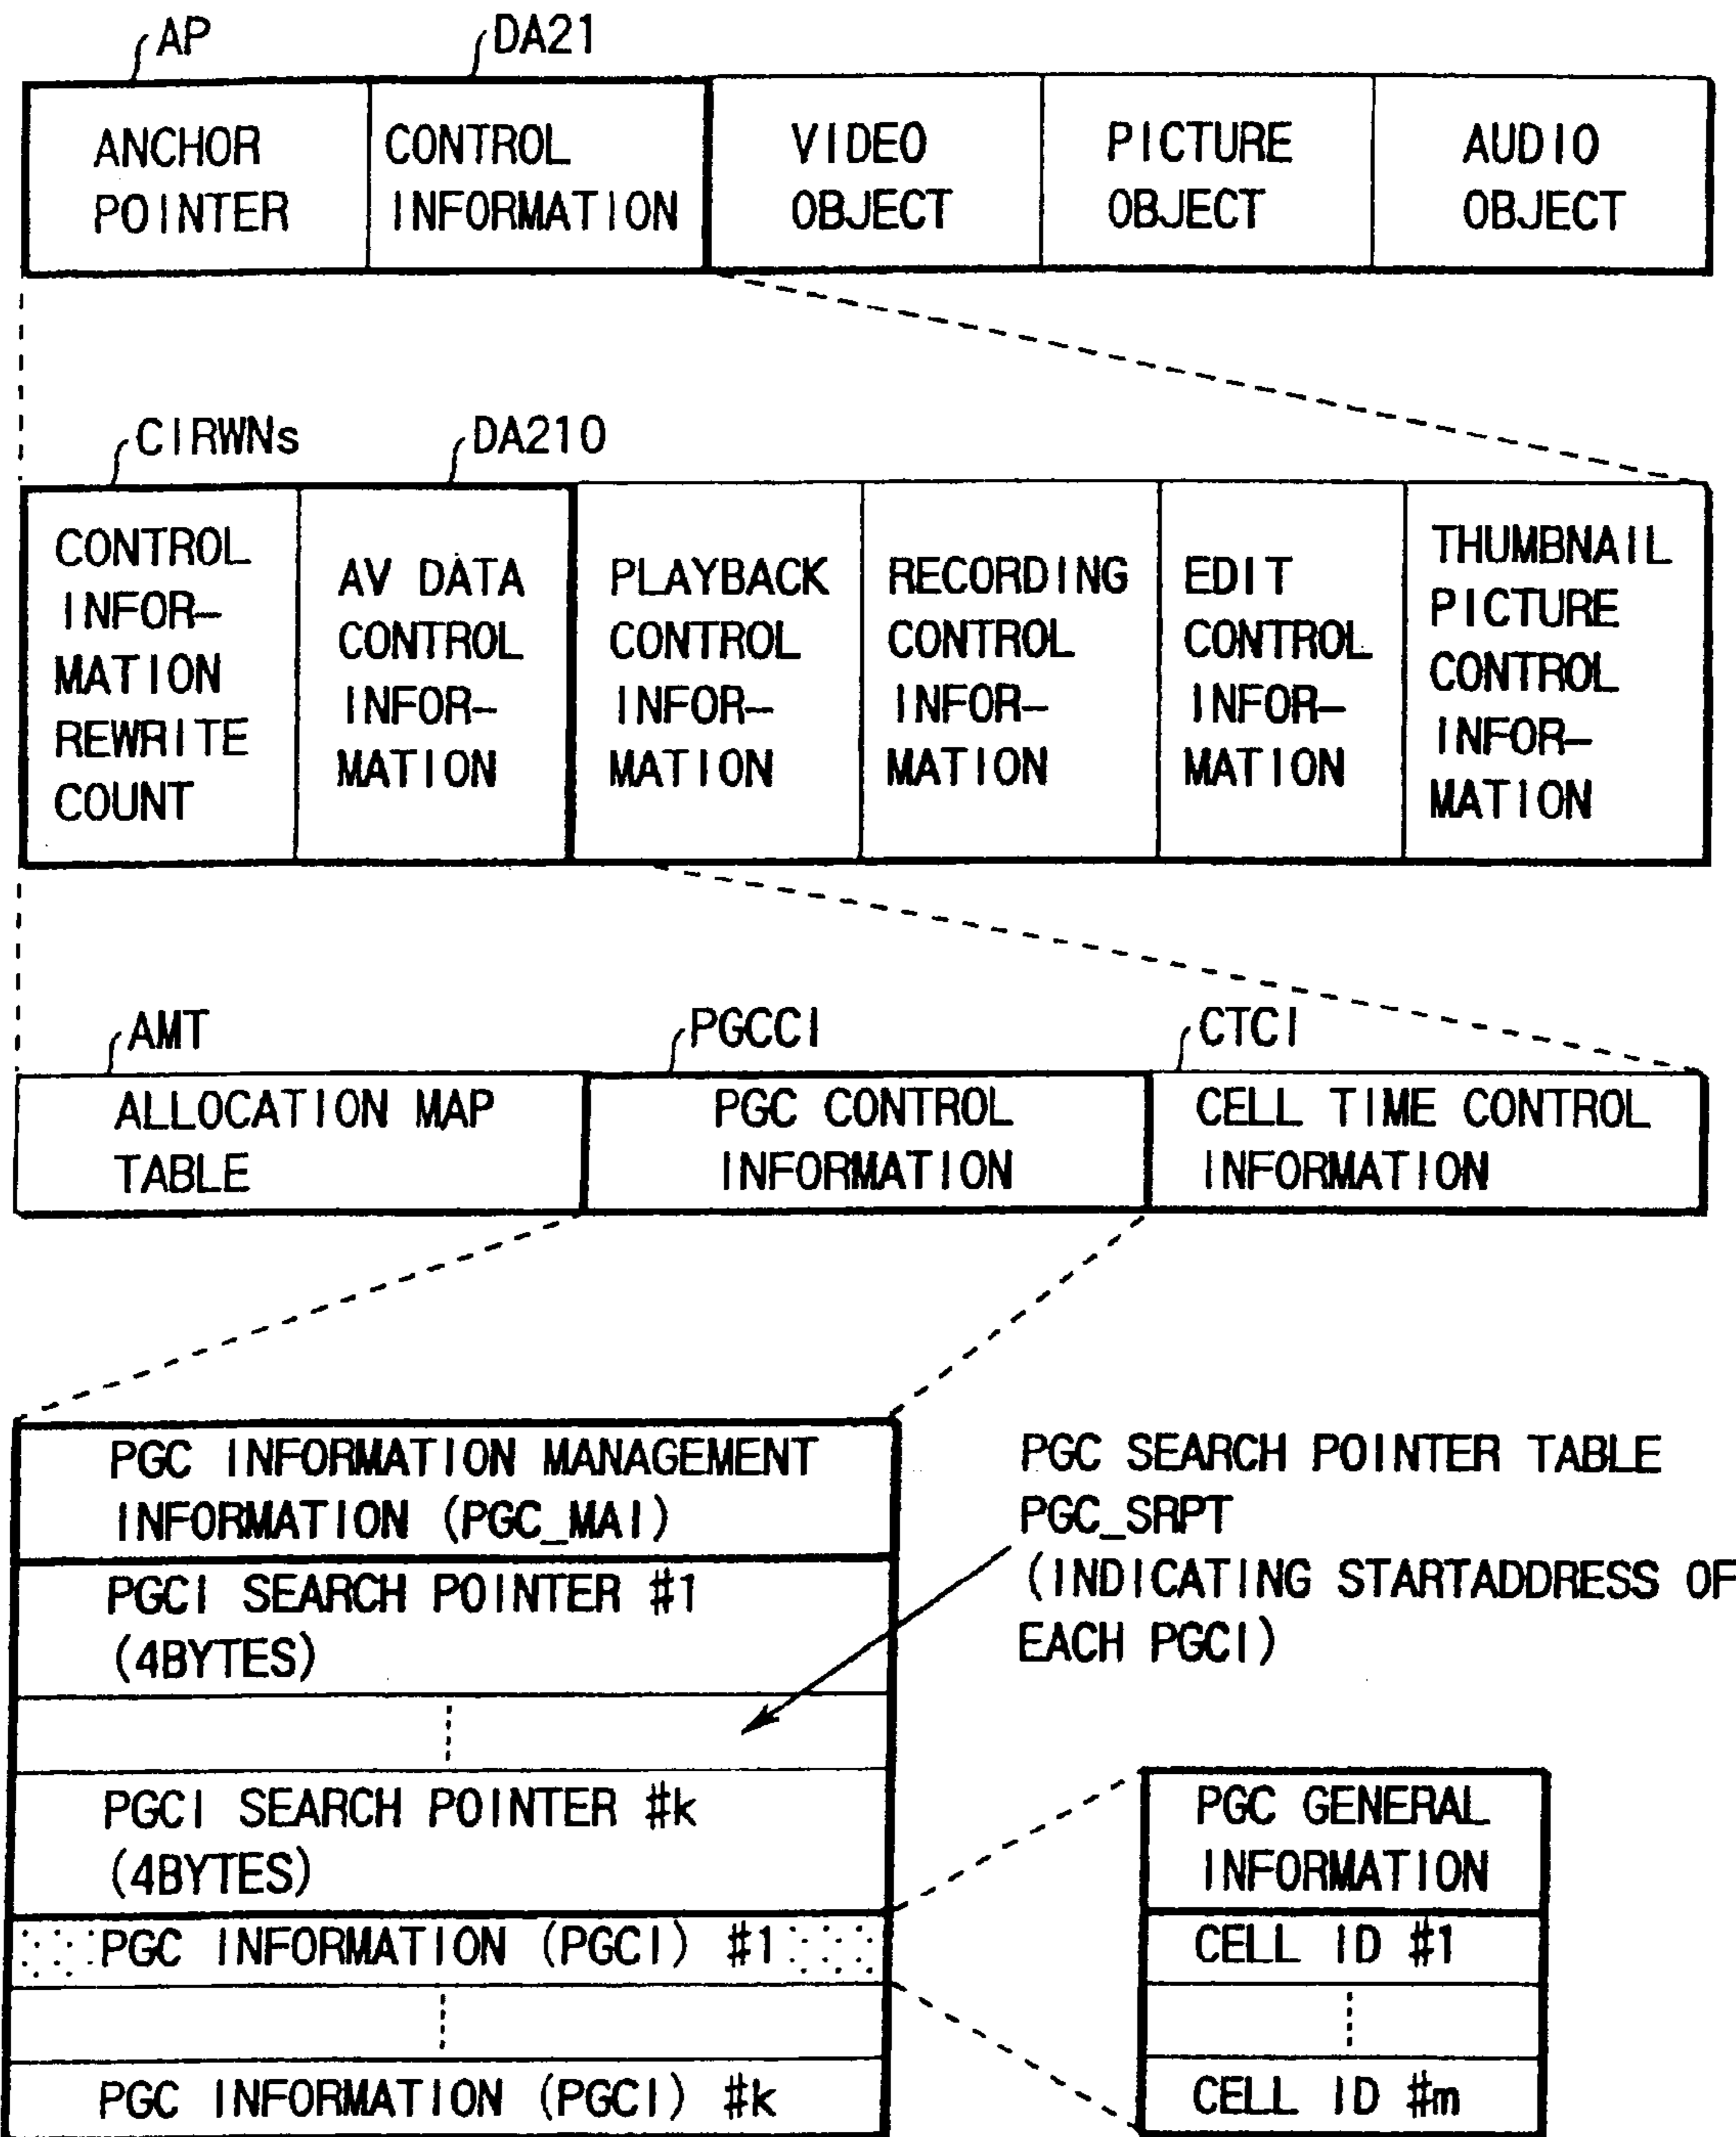 AP
DA21
ANCHOR
POINTER
CONTROL
INFORMATION
VIDEO
OBJECT
PICTURE
OBJECT
AUDIO
OBJECT
CIRWNs
DA210
CONTROL
INFOR-
MATION
REWRITE
COUNT
AV DATA
CONTROL
INFOR-
MATION
PLAYBACK
CONTROL
INFOR-
MATION
RECORDING
CONTROL
INFOR-
MATION
EDIT
CONTROL
INFOR-
MATION
THUMBNAIL
PICTURE
CONTROL
INFOR-
MATION
AMT
PGCCI
CTCI
ALLOCATION MAP
TABLE
PGC CONTROL
INFORMATION
CELL TIME CONTROL
INFORMATION
PGC INFORMATION MANAGEMENT
INFORMATION (PGC_MAI)
PGCI SEARCH POINTER #1
(4BYTES)
PGCI SEARCH POINTER #k
(4BYTES)
PGC INFORMATION (PGCI) #1
PGC INFORMATION (PGCI) #k
PGC SEARCH POINTER TABLE
PGC_SRPT
(INDICATING STARTADDRESS OF
EACH PGCI)
PGC GENERAL
INFORMATION
CELL ID #1
CELL ID #m